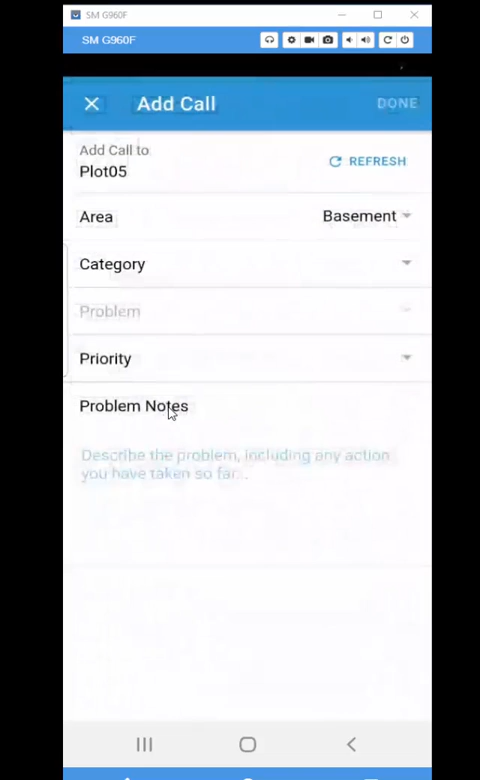 SM G960F
SM G960F
Add Call
DONE
Add Call to
Plot05
REFRESH
Area
Basement
Category
Problem
Priority
Problem Notes
Describe the problem, including any action
you have taken so far...